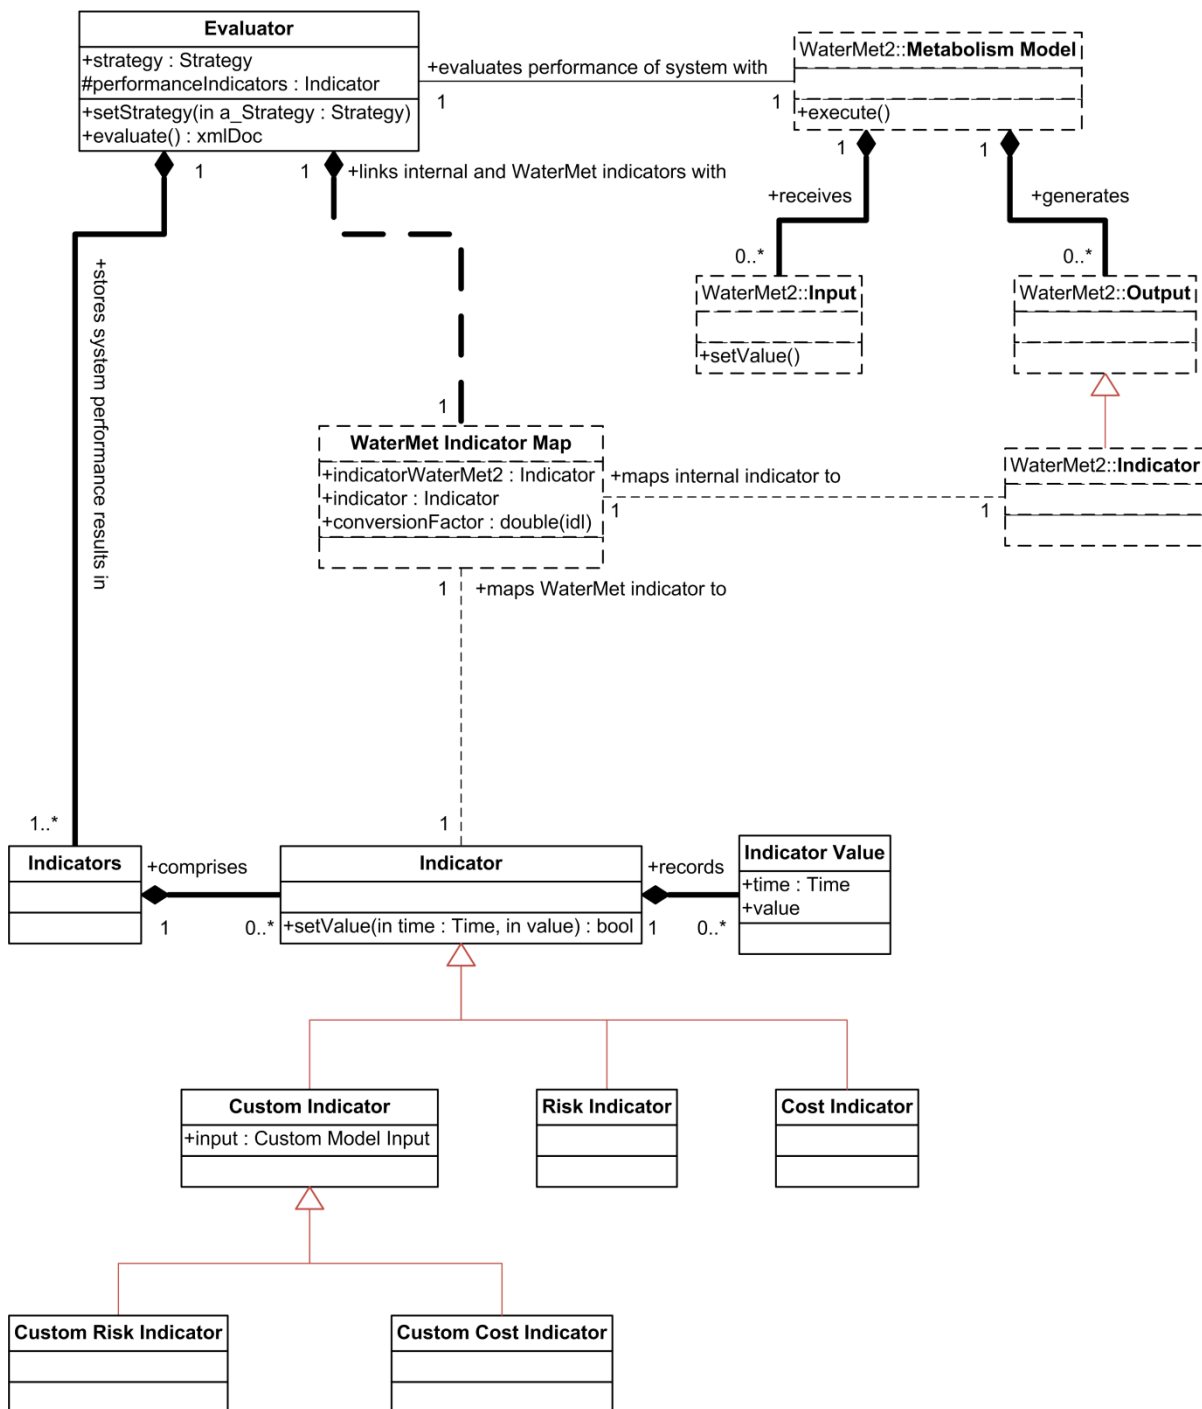 Evaluator
+strategy : Strategy
#performanceIndicators : Indicator
+setStrategy(in a_Strategy : Strategy)
+evaluate() : xmlDoc
+evaluates performance of system with
1
1
WaterMet2::Metabolism Model
+execute()
1
1
+links internal and WaterMet indicators with
1
1
+receives
+generates
0..*
0..*
WaterMet2::Input
+setValue()
WaterMet2::Output
+stores system performance results in
1
WaterMet Indicator Map
+indicatorWaterMet2 : Indicator
+indicator : Indicator
+conversionFactor : double(idl)
+maps internal indicator to
1
1
WaterMet2::Indicator
1
+maps WaterMet indicator to
1..*
1
Indicators
+comprises
1
0..*
Indicator
+setValue(in time : Time, in value) : bool
+records
1
0..*
Indicator Value
+time : Time
+value
Custom Indicator
+input : Custom Model Input
Risk Indicator
Cost Indicator
Custom Risk Indicator
Custom Cost Indicator